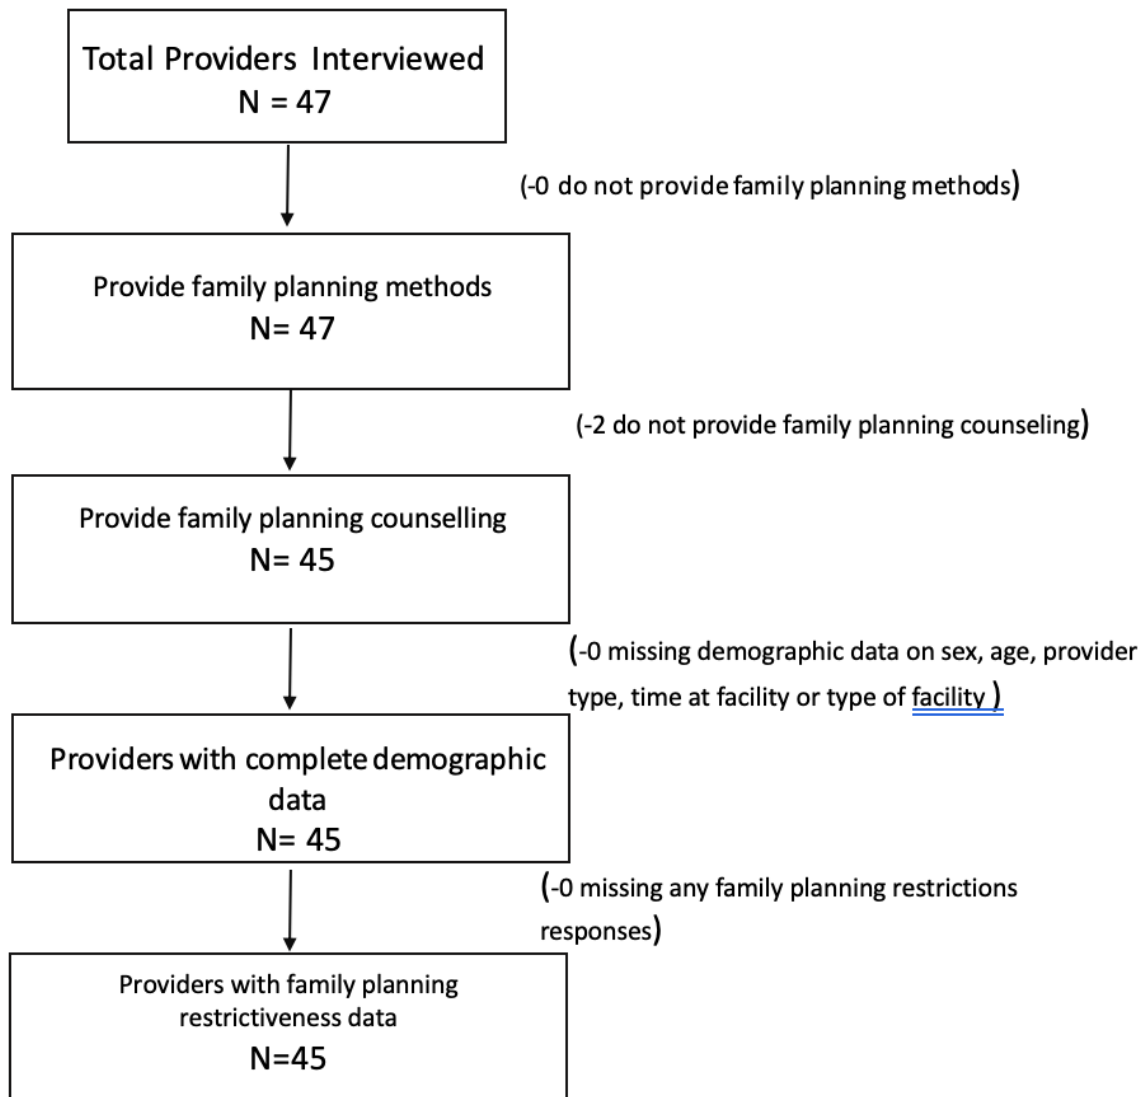 Total Providers Interviewed
N = 47
(-0 do not provide family planning methods)
Provide family planning methods
N= 47
(-2 do not provide family planning counseling)
Provide family planning counselling
N= 45
(-0 missing demographic data on sex, age, provider
type, time at facility or type of facility )
Providers with complete demographic
data
N= 45
(-0 missing any family planning restrictions
responses)
Providers with family planning
restrictiveness data
N=45